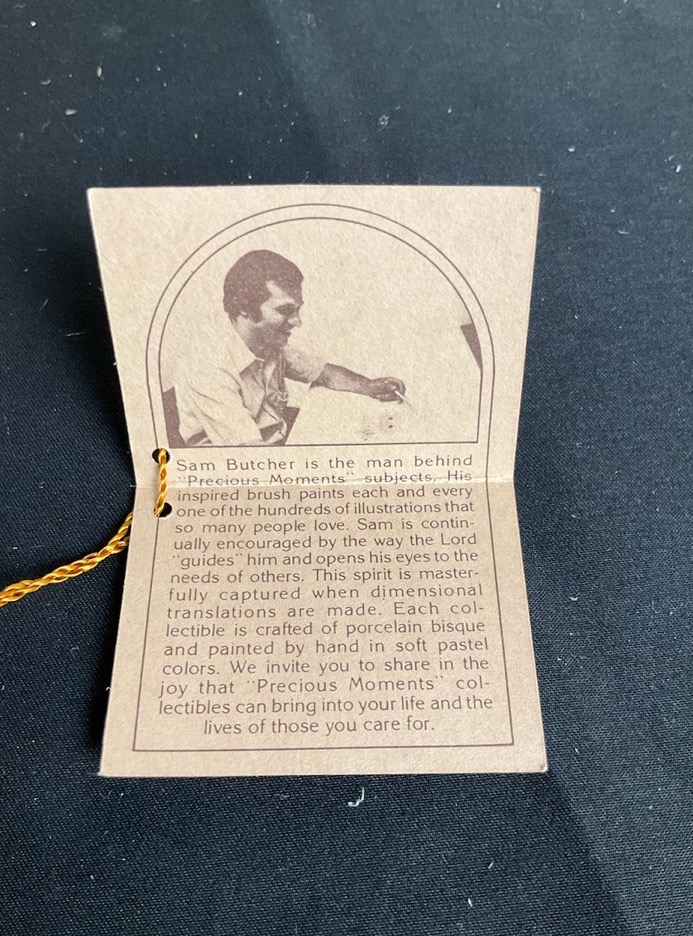 Sam Butcher is the man behind
"Precious Moments" subjects. His
inspired brush paints each and every
one of the hundreds of illustrations that
so many people love. Sam is contin-
ually encouraged by the way the Lord
"guides" him and opens his eyes to the
needs of others. This spirit is master-
fully captured when dimensional
translations are made. Each col-
lectible is crafted of porcelain bisque
and painted by hand in soft pastel
colors. We invite you to share in the
joy that "Precious Moments" col-
lectibles can bring into your life and the
lives of those you care for.